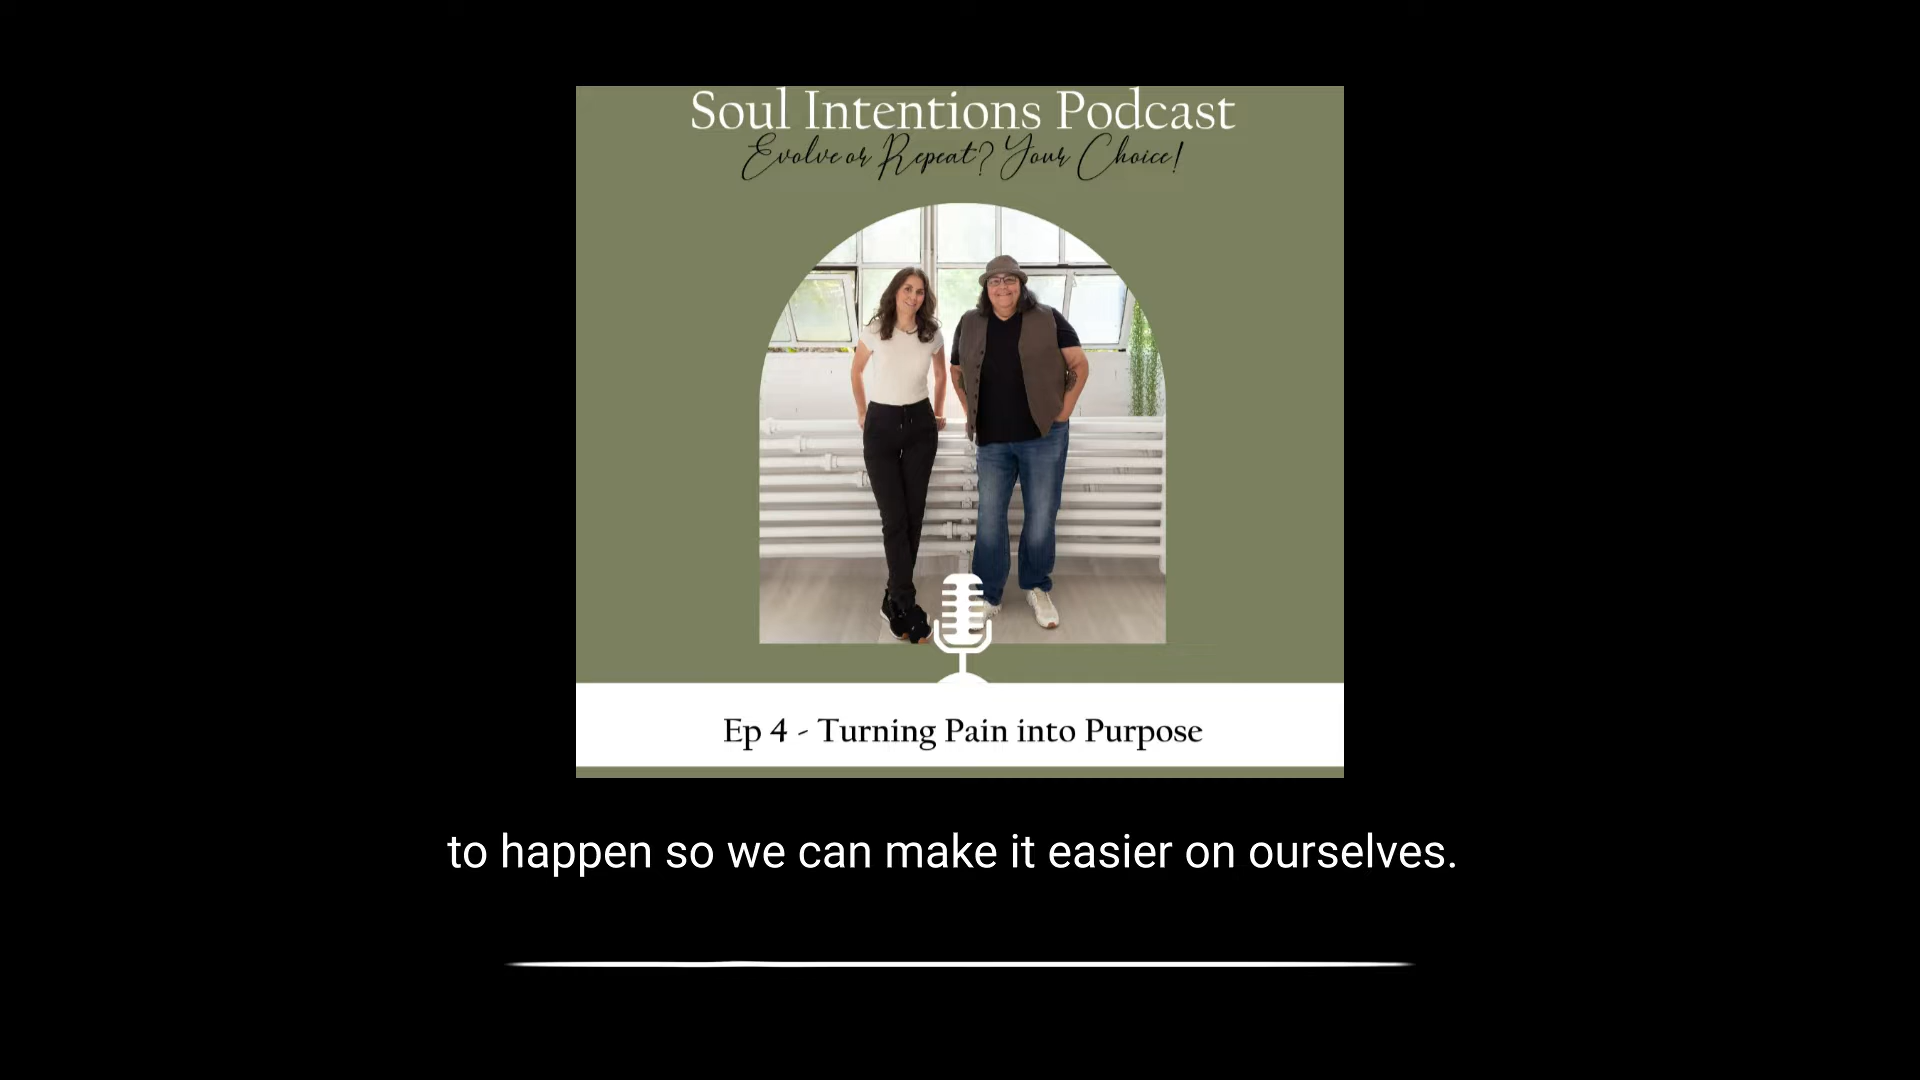 Soul Intentions Podcast
Evolve or Repeat? Your Choice!
Ep 4 - Turning Pain into Purpose
to happen so we can make it easier on ourselves.